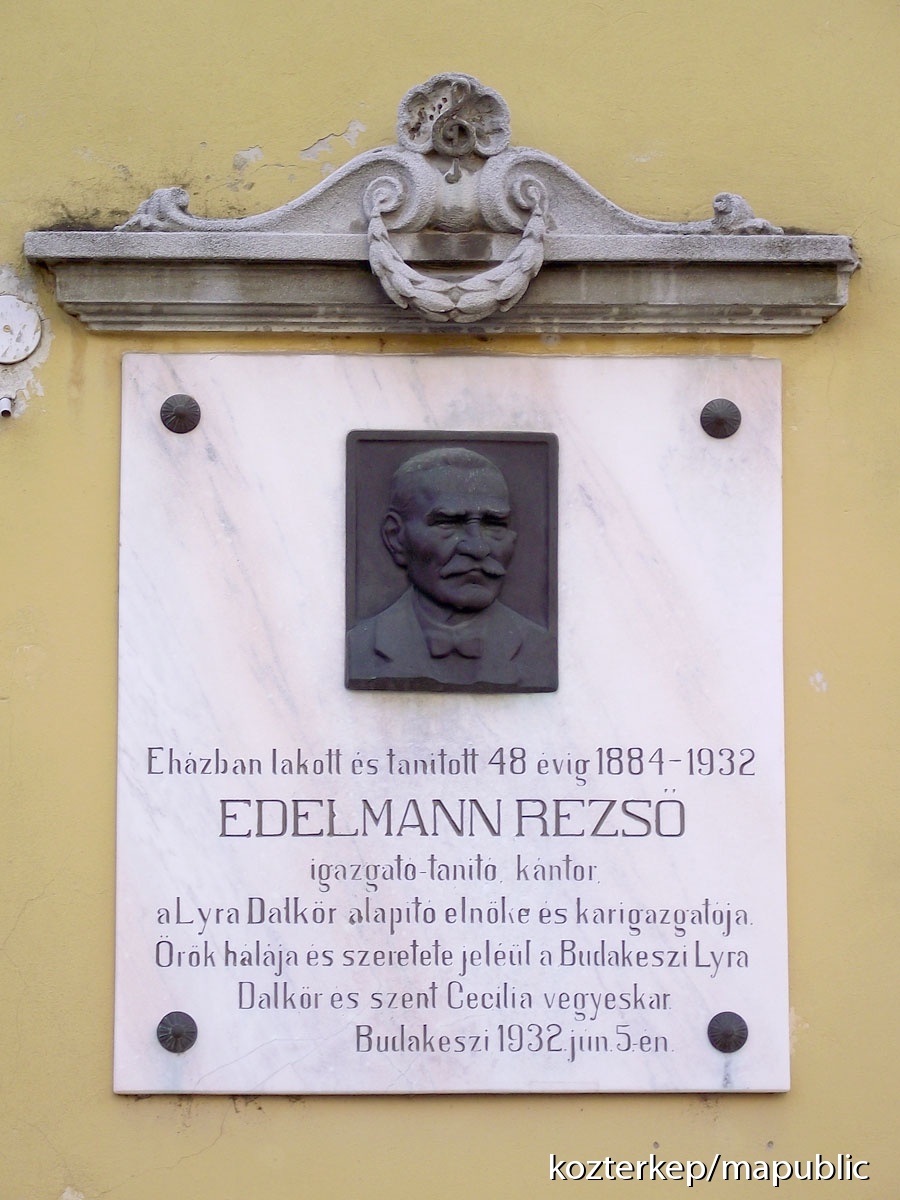 E házban lakott és tanított 48 évig 1884-1932
EDELMANN REZSŐ
igazgató-tanító, kántor,
a Lyra Dalkör alapító elnöke és karigazgatója.
Örök hálája és szeretete jeléül a Budakeszi Lyra
Dalkör és szent Cecilia vegyeskar.
Budakeszi 1932.jún.5-én.
kozterkep/mapublic